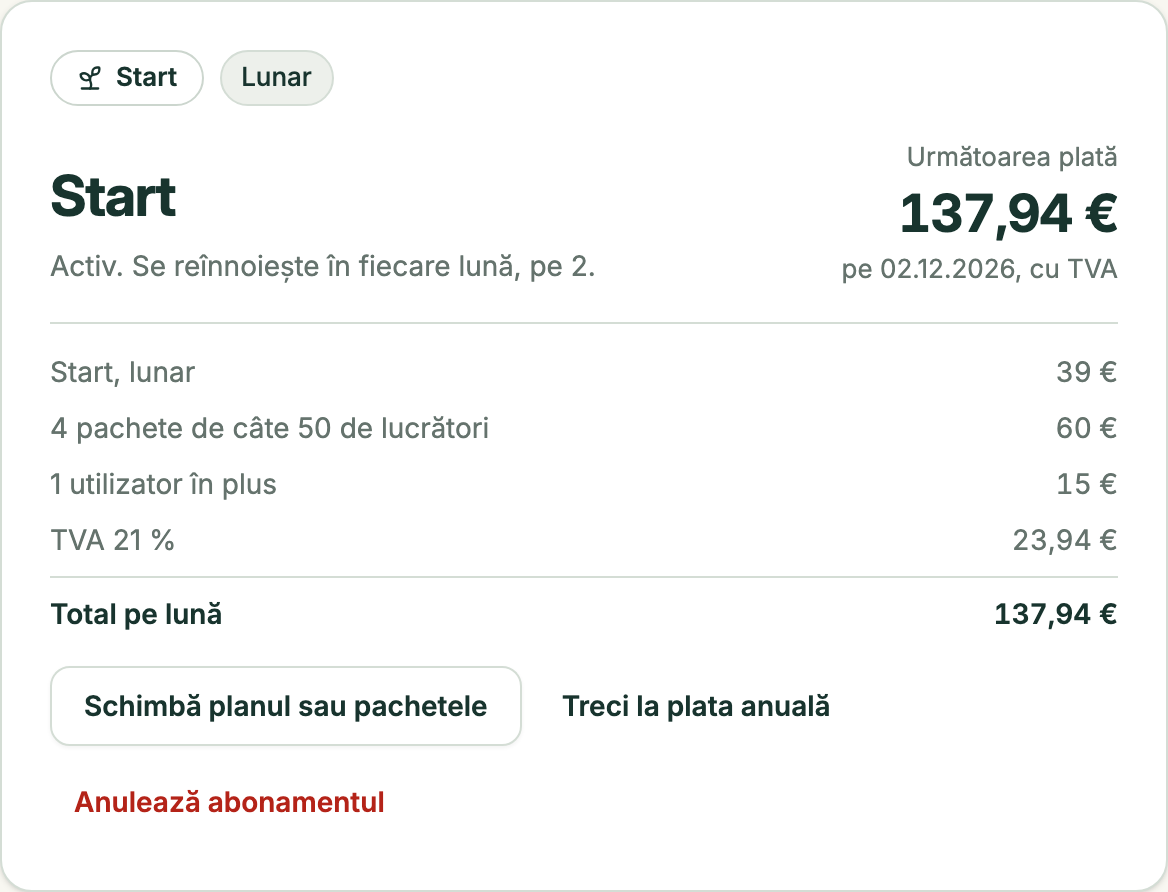 Start
Lunar
Start
Activ. Se reînnoiește în fiecare lună, pe 2.
Următoarea plată
137,94 €
pe 02.12.2026, cu TVA
Start, lunar 39 €
4 pachete de câte 50 de lucrători 60 €
1 utilizator în plus 15 €
TVA 21 % 23,94 €
Total pe lună 137,94 €
Schimbă planul sau pachetele
Treci la plata anuală
Anulează abonamentul